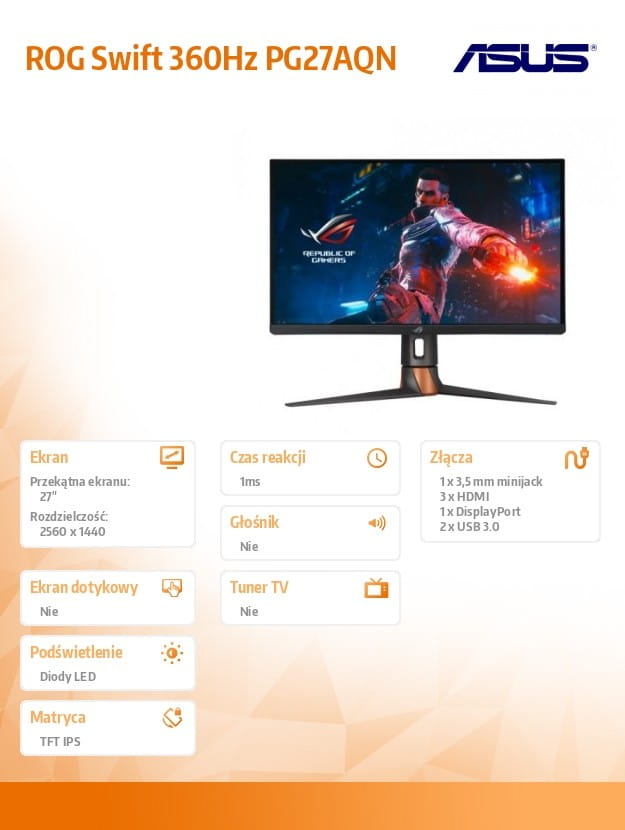 ROG Swift 360Hz PG27AQN
ASUS®
REPUBLIC OF
GAMERS
Ekran
Przekątna ekranu:
27"
Rozdzielczość:
2560 x 1440
Czas reakcji
1ms
Głośnik
Nie
Złącza
1 x 3,5 mm minijack
3 x HDMI
1 x DisplayPort
2 x USB 3.0
Ekran dotykowy
Nie
Tuner TV
Nie
Podświetlenie
Diody LED
Matryca
TFT IPS